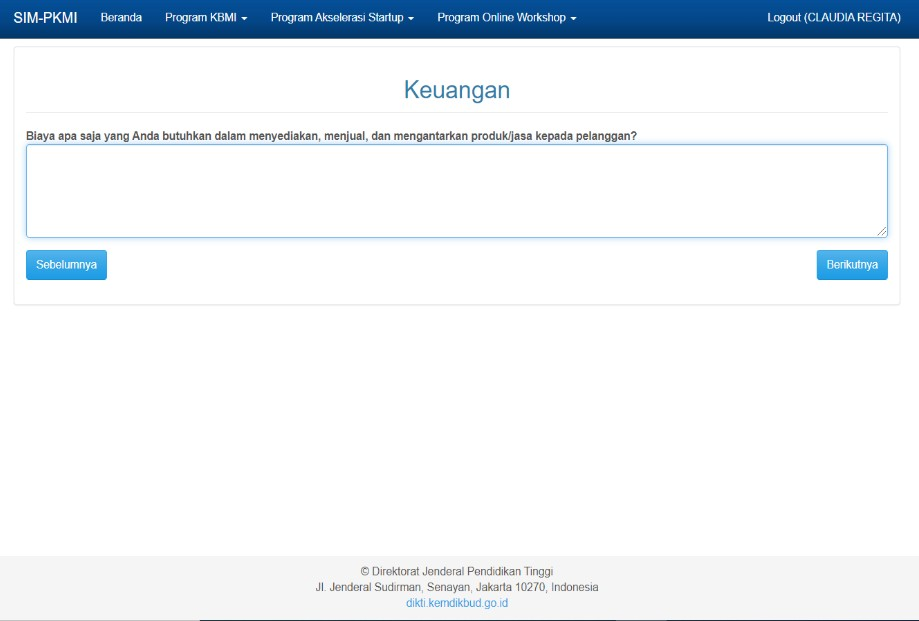 SIM-PKMI Beranda Program KBMI Program Akselerasi Startup Program Online Workshop Logout (CLAUDIA REGITA)
Keuangan
Biaya apa saja yang Anda butuhkan dalam menyediakan, menjual, dan mengantarkan produk/jasa kepada pelanggan?
Sebelumnya Berikutnya
© Direktorat Jenderal Pendidikan Tinggi
Jl. Jenderal Sudirman, Senayan, Jakarta 10270, Indonesia
dikti.kemdikbud.go.id